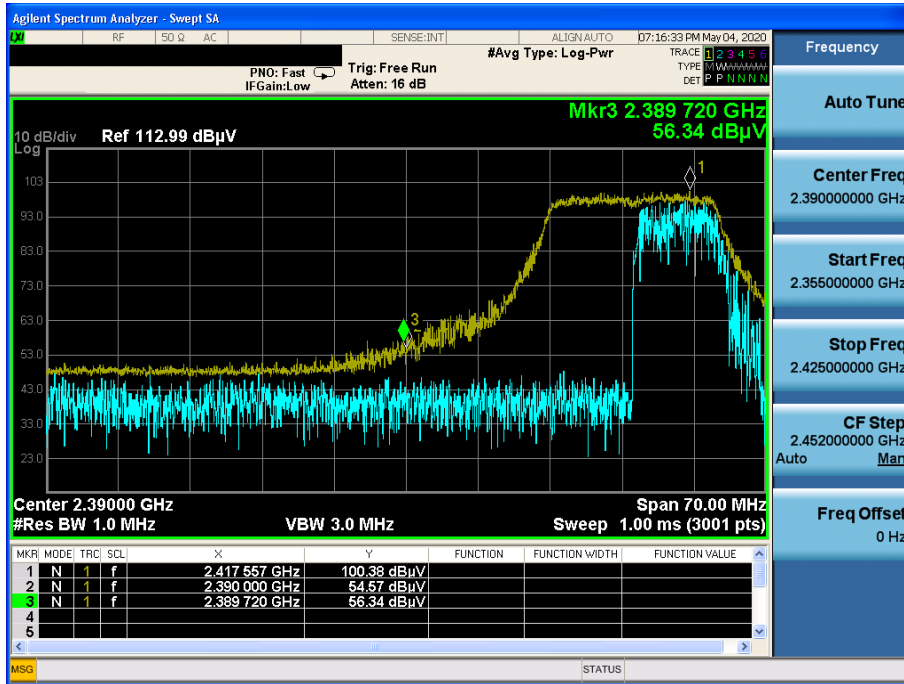 Agilent Spectrum Analyzer - Swept SA
LXI RF 50 Ω AC SENSE:INT ALIGN AUTO 07:16:33 PM May 04, 2020
#Avg Type: Log-Pwr
TRACE 1 2 3 4 5 6
TYPE M WWWWW
DET P P N N N N
PNO: Fast
IFGain:Low
Trig: Free Run
Atten: 16 dB
Mkr3 2.389 720 GHz
56.34 dBµV
10 dB/div Ref 112.99 dBµV
Log
103
93.0
83.0
73.0
63.0
53.0
43.0
33.0
23.0
1
3
Center 2.39000 GHz Span 70.00 MHz
#Res BW 1.0 MHz VBW 3.0 MHz Sweep 1.00 ms (3001 pts)
MKR MODE TRC SCL X Y FUNCTION FUNCTION WIDTH FUNCTION VALUE
1 N 1 f 2.417 557 GHz 100.38 dBµV
2 N 1 f 2.390 000 GHz 54.57 dBµV
3 N 1 f 2.389 720 GHz 56.34 dBµV
4
5
MSG STATUS
Frequency
Auto Tune
Center Freq
2.390000000 GHz
Start Freq
2.355000000 GHz
Stop Freq
2.425000000 GHz
CF Step
2.452000000 GHz
Auto Man
Freq Offset
0 Hz